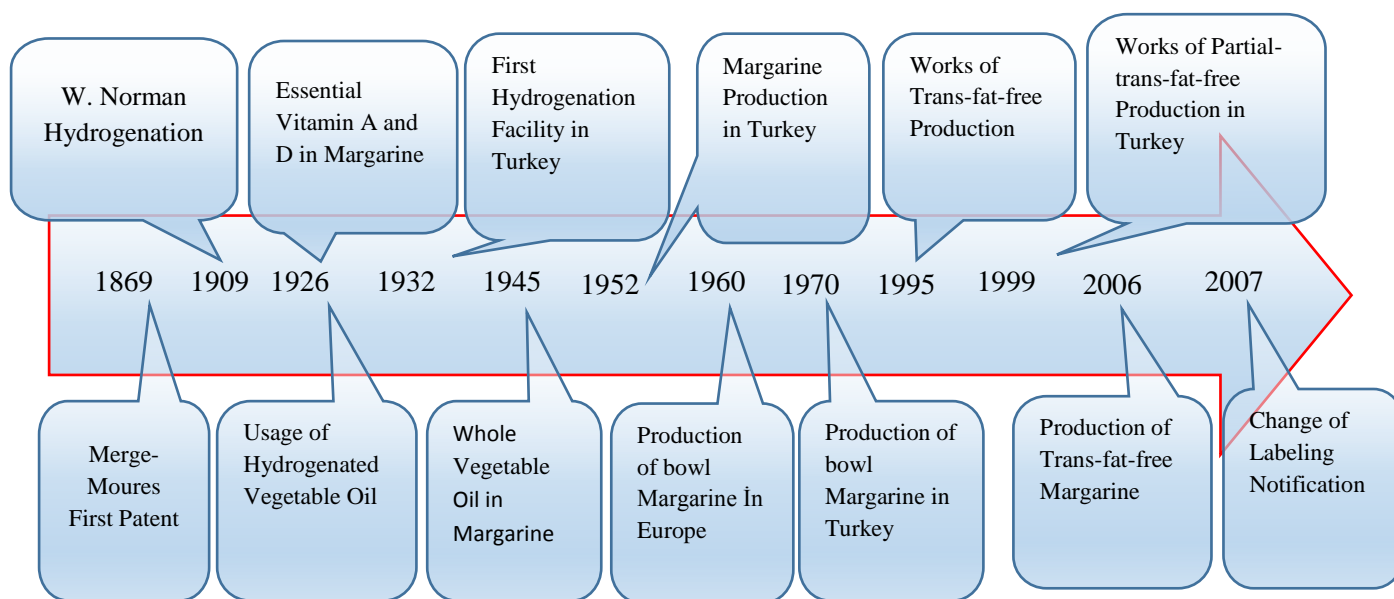 W. Norman
Hydrogenation
Essential
Vitamin A and
D in Margarine
First
Hydrogenation
Facility in
Turkey
Margarine
Production
in Turkey
Works of
Trans-fat-free
Production
Works of Partial-
trans-fat-free
Production in
Turkey
1869 1909 1926 1932 1945 1952 1960 1970 1995 1999 2006 2007
Merge-
Moures
First Patent
Usage of
Hydrogenated
Vegetable Oil
Whole
Vegetable
Oil in
Margarine
Production
of bowl
Margarine İn
Europe
Production of
bowl
Margarine in
Turkey
Production of
Trans-fat-free
Margarine
Change of
Labeling
Notification